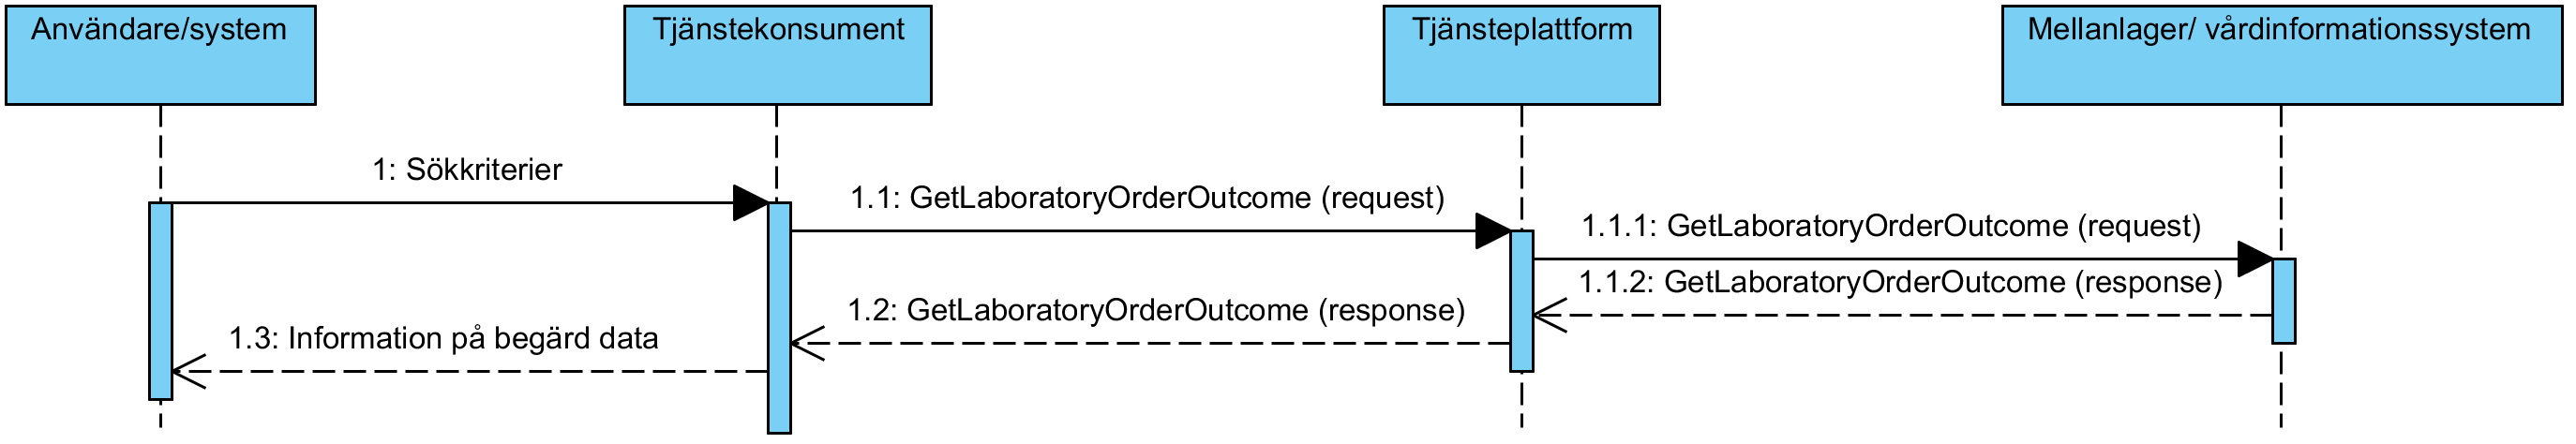 Användare/system
Tjänstekonsument
Tjänsteplattform
Mellanlager/ vårdinformationssystem
1: Sökkriterier
1.1: GetLaboratoryOrderOutcome (request)
1.1.1: GetLaboratoryOrderOutcome (request)
1.1.2: GetLaboratoryOrderOutcome (response)
1.2: GetLaboratoryOrderOutcome (response)
1.3: Information på begärd data